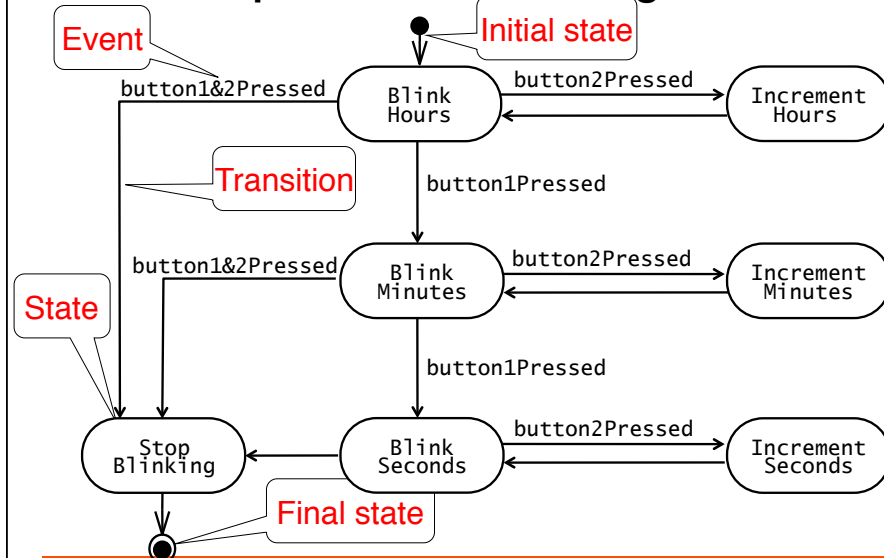 Event
Initial state
button1&2Pressed
Blink
Hours
button2Pressed
Increment
Hours
Transition
button1Pressed
button1&2Pressed
Blink
Minutes
button2Pressed
Increment
Minutes
State
button1Pressed
Stop
Blinking
Blink
Seconds
button2Pressed
Increment
Seconds
Final state